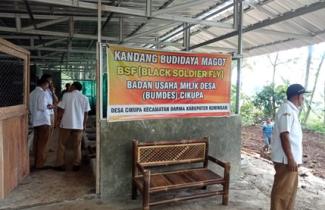 KANDANG BUDIDAYA MAGOT
BSF (BLACK SOLDIER FLY)
BADAN USAHA MILIK DESA
(BUMDES) CIKUPA
DESA CIKUPA KECAMATAN DARMA KABUPATEN KUNINGAN